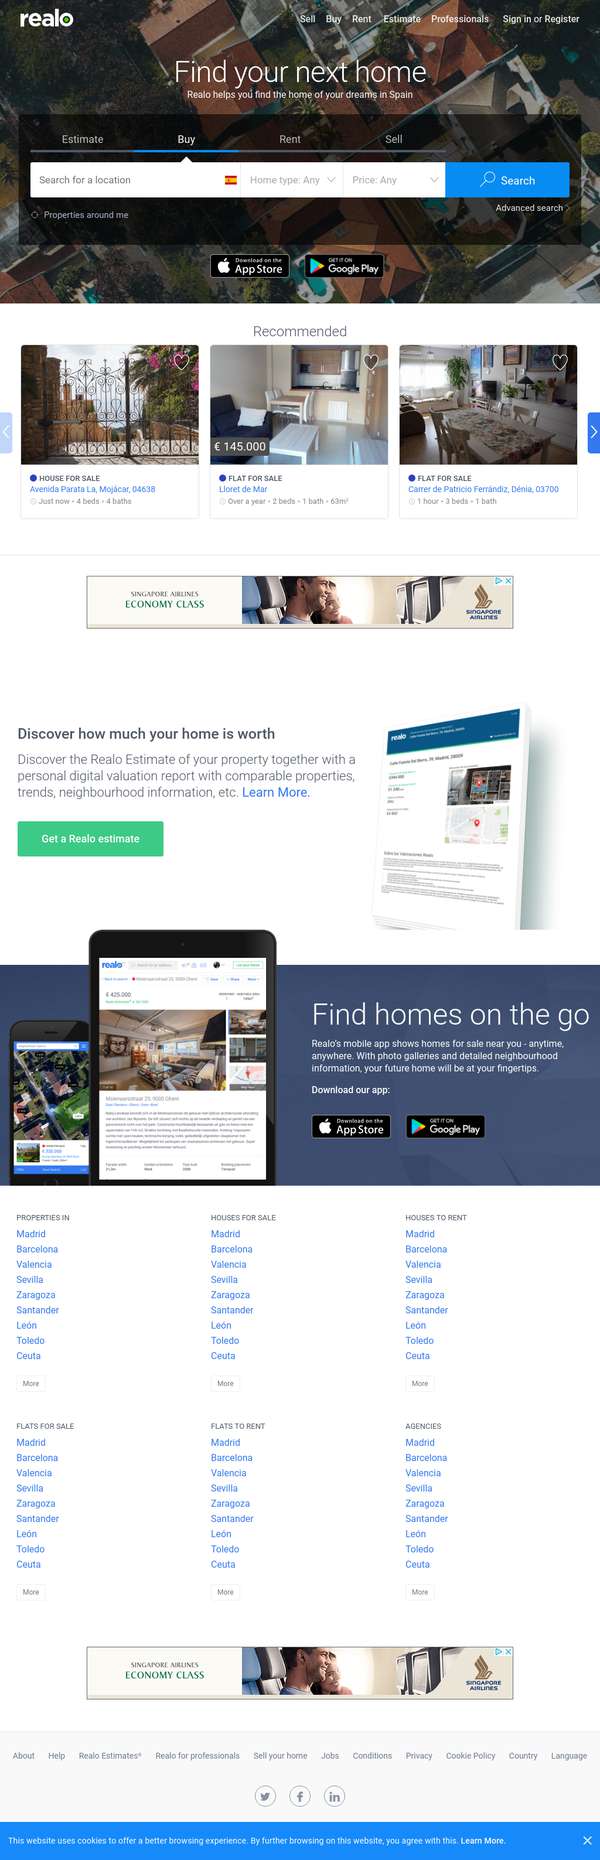 realo
Sell Buy Rent Estimate Professionals Sign in or Register
Find your next home
Realo helps you find the home of your dreams in Spain
Estimate Buy Rent Sell
Search for a location Home type: Any Price: Any Search
Properties around me Advanced search
Download on the App Store GET IT ON Google Play
Recommended
€ 145.000
HOUSE FOR SALE
Avenida Parata La, Mojácar, 04638
Just now • 4 beds • 4 baths
FLAT FOR SALE
Lloret de Mar
Over a year • 2 beds • 1 bath • 63m²
FLAT FOR SALE
Carrer de Patricio Ferrándiz, Dénia, 03700
1 hour • 3 beds • 1 bath
SINGAPORE AIRLINES
ECONOMY CLASS
SINGAPORE
AIRLINES
Discover how much your home is worth
Discover the Realo Estimate of your property together with a
personal digital valuation report with comparable properties,
trends, neighbourhood information, etc. Learn More.
Get a Realo estimate
realo
realo
€ 425.000
Find homes on the go
Realo's mobile app shows homes for sale near you - anytime,
anywhere. With photo galleries and detailed neighbourhood
information, your future home will be at your fingertips.
Download our app:
Download on the App Store GET IT ON Google Play
PROPERTIES IN
Madrid
Barcelona
Valencia
Sevilla
Zaragoza
Santander
León
Toledo
Ceuta
More
HOUSES FOR SALE
Madrid
Barcelona
Valencia
Sevilla
Zaragoza
Santander
León
Toledo
Ceuta
More
HOUSES TO RENT
Madrid
Barcelona
Valencia
Sevilla
Zaragoza
Santander
León
Toledo
Ceuta
More
FLATS FOR SALE
Madrid
Barcelona
Valencia
Sevilla
Zaragoza
Santander
León
Toledo
Ceuta
More
FLATS TO RENT
Madrid
Barcelona
Valencia
Sevilla
Zaragoza
Santander
León
Toledo
Ceuta
More
AGENCIES
Madrid
Barcelona
Valencia
Sevilla
Zaragoza
Santander
León
Toledo
Ceuta
More
SINGAPORE AIRLINES
ECONOMY CLASS
SINGAPORE
AIRLINES
About Help Realo Estimates® Realo for professionals Sell your home Jobs Conditions Privacy Cookie Policy Country Language
This website uses cookies to offer a better browsing experience. By further browsing on this website, you agree with this. Learn More.